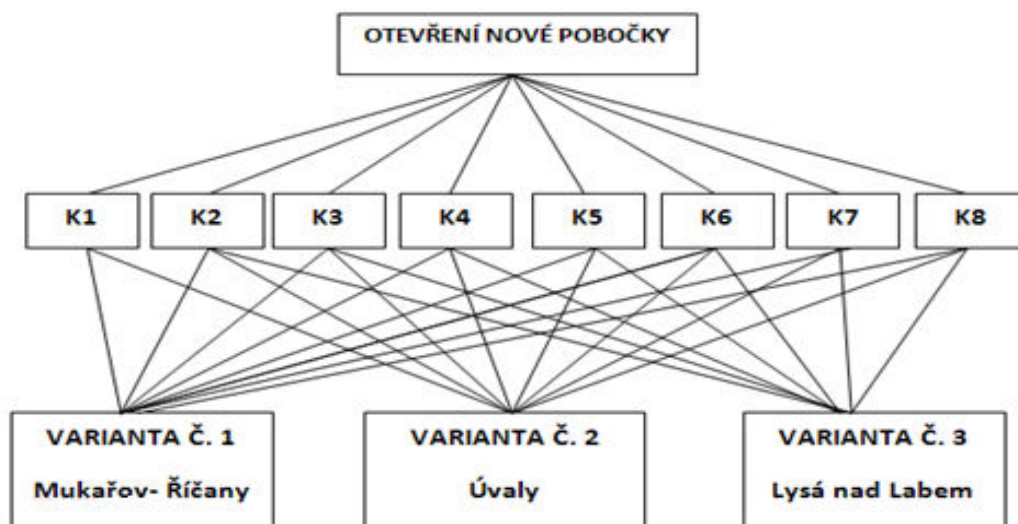 OTEVŘENÍ NOVÉ POBOČKY
K1 K2 K3 K4 K5 K6 K7 K8
VARIANTA Č. 1
Mukařov- Říčany
VARIANTA Č. 2
Úvaly
VARIANTA Č. 3
Lysá nad Labem